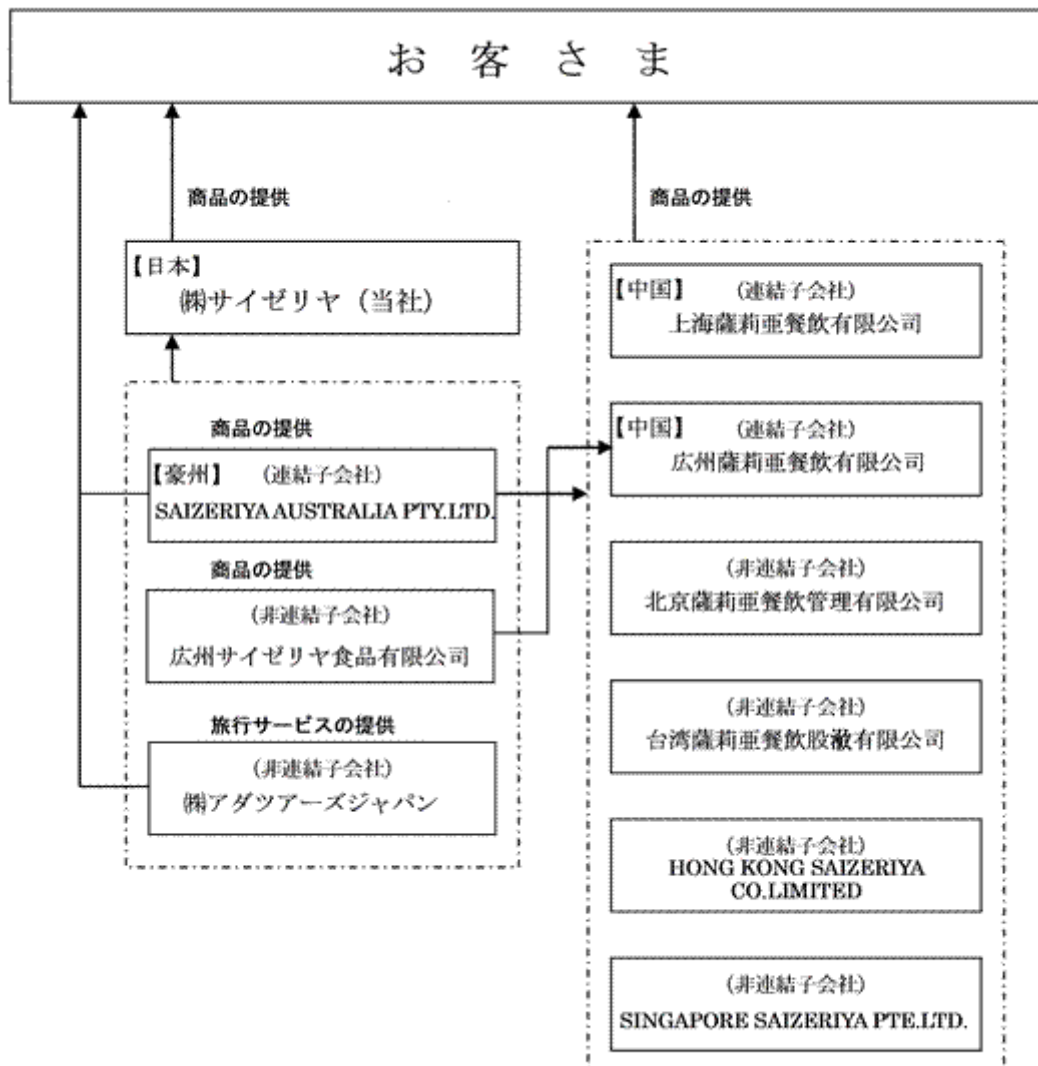 お 客 さ ま
商品の提供
商品の提供
【日本】
㈱サイゼリヤ（当社）
商品の提供
【豪州】 （連結子会社）
SAIZERIYA AUSTRALIA PTY.LTD.
商品の提供
（非連結子会社）
広州サイゼリヤ食品有限公司
旅行サービスの提供
（非連結子会社）
㈱アダツアーズジャパン
【中国】 （連結子会社）
上海薩莉亜餐飲有限公司
【中国】 （連結子会社）
広州薩莉亜餐飲有限公司
（非連結子会社）
北京薩莉亜餐飲管理有限公司
（非連結子会社）
台湾薩莉亜餐飲股份有限公司
（非連結子会社）
HONG KONG SAIZERIYA
CO.LIMITED
（非連結子会社）
SINGAPORE SAIZERIYA PTE.LTD.